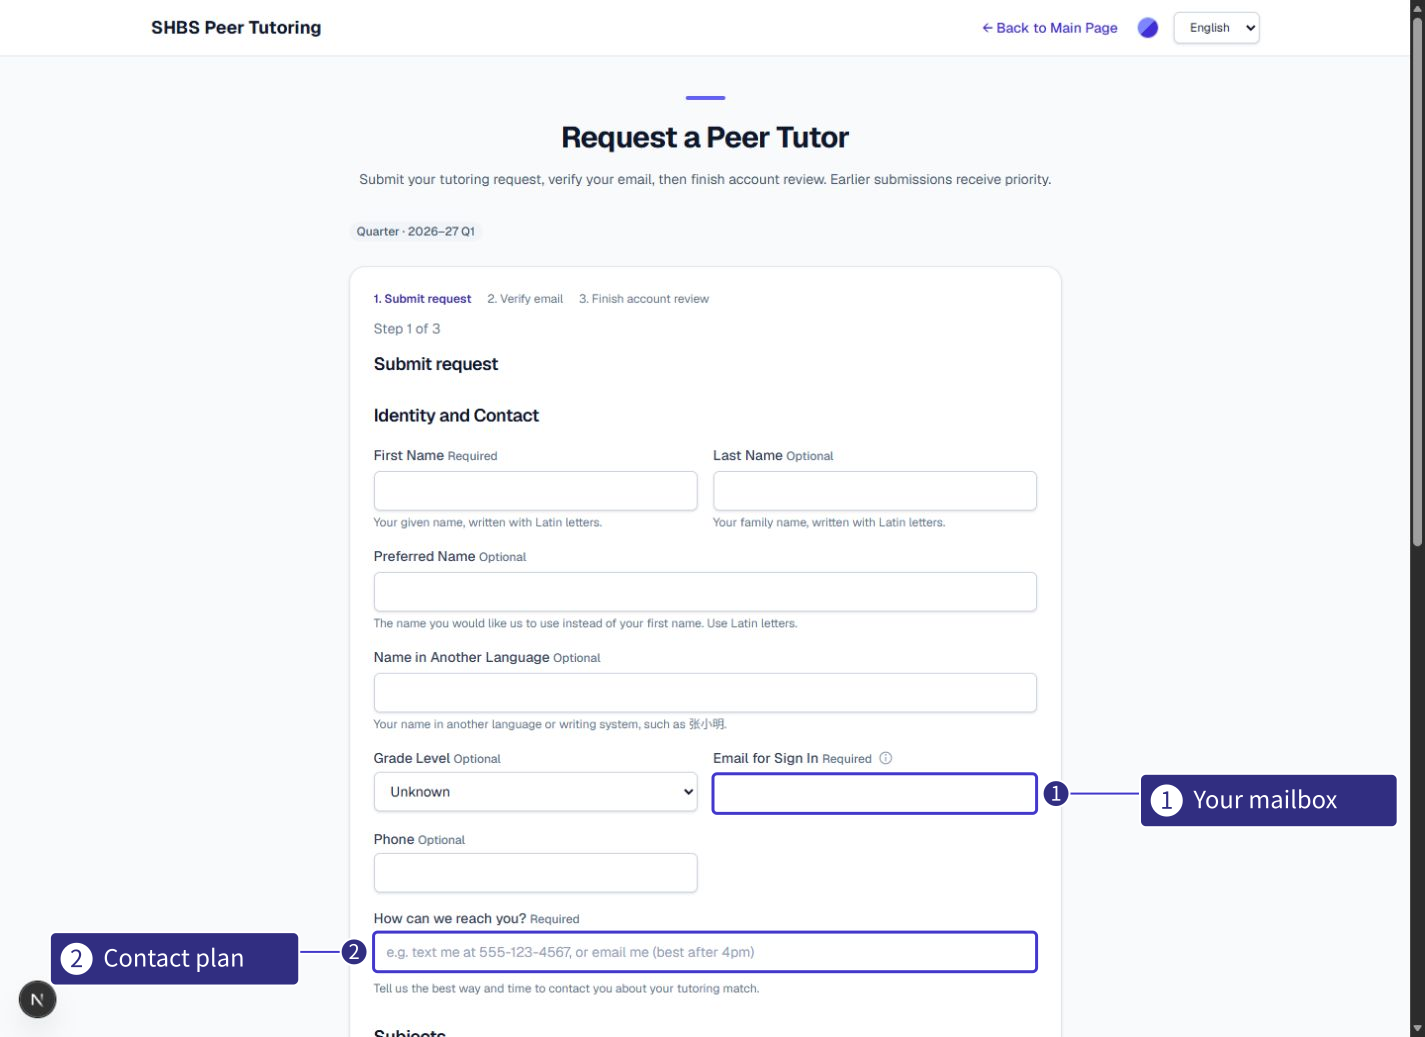 SHBS Peer Tutoring
← Back to Main Page
English
Request a Peer Tutor
Submit your tutoring request, verify your email, then finish account review. Earlier submissions receive priority.
Quarter · 2026–27 Q1
1. Submit request 2. Verify email 3. Finish account review
Step 1 of 3
Submit request
Identity and Contact
First Name Required
Last Name Optional
Your given name, written with Latin letters.
Your family name, written with Latin letters.
Preferred Name Optional
The name you would like us to use instead of your first name. Use Latin letters.
Name in Another Language Optional
Your name in another language or writing system, such as 张小明.
Grade Level Optional
Email for Sign In Required
Unknown
1
1 Your mailbox
Phone Optional
How can we reach you? Required
2 Contact plan
2
e.g. text me at 555-123-4567, or email me (best after 4pm)
Tell us the best way and time to contact you about your tutoring match.
N
Subjects